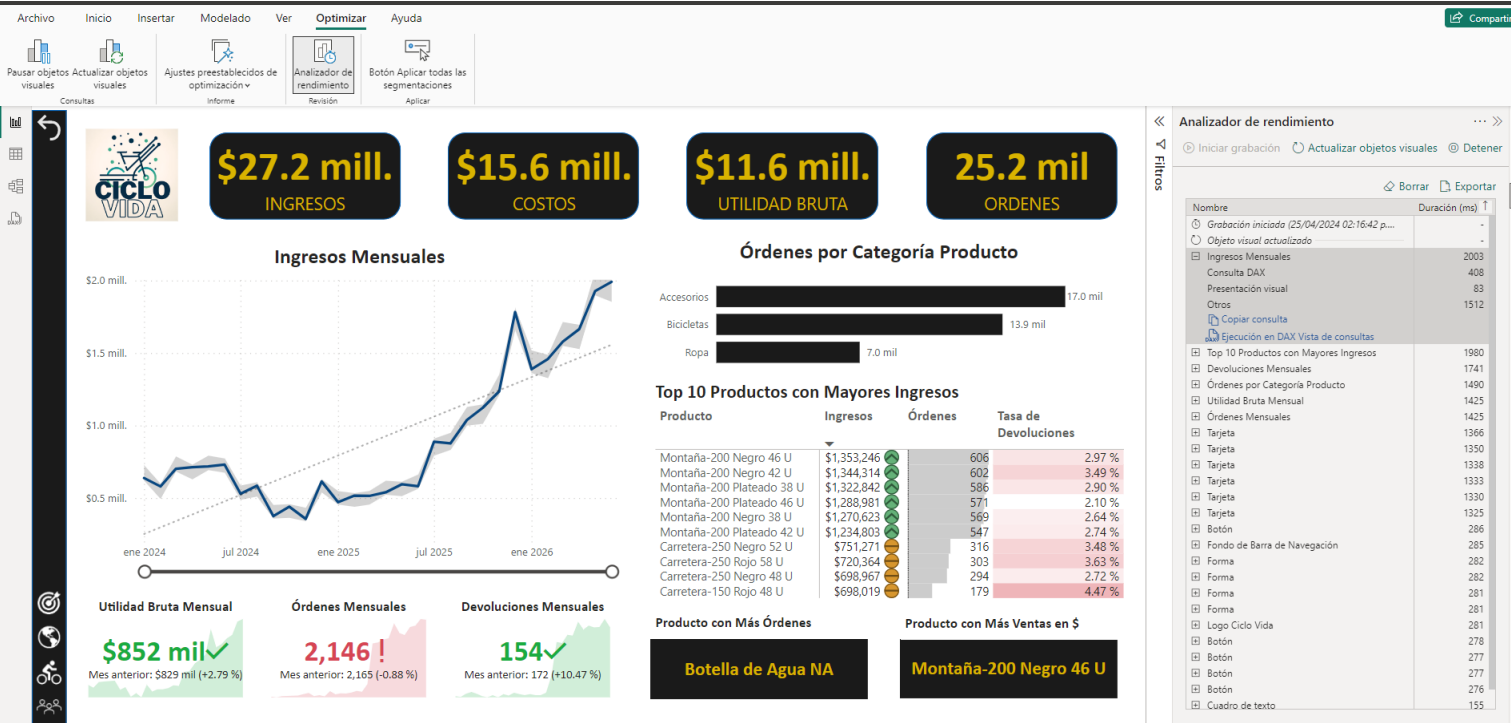 Archivo Inicio Insertar Modelado Ver Optimizar Ayuda
Compartir
Pausar objetos visuales
Actualizar objetos visuales
Ajustes preestablecidos de optimización
Analizador de rendimiento
Botón Aplicar todas las segmentaciones
Consultas Informe Revisión Aplicar
CICLO
VIDA
$27.2 mill.
INGRESOS
$15.6 mill.
COSTOS
$11.6 mill.
UTILIDAD BRUTA
25.2 mil
ORDENES
Ingresos Mensuales
$2.0 mill.
$1.5 mill.
$1.0 mill.
$0.5 mill.
ene 2024 jul 2024 ene 2025 jul 2025 ene 2026
Órdenes por Categoría Producto
Accesorios 17.0 mil
Bicicletas 13.9 mil
Ropa 7.0 mil
Top 10 Productos con Mayores Ingresos
Producto Ingresos Órdenes Tasa de Devoluciones
Montaña-200 Negro 46 U $1,353,246 606 2.97 %
Montaña-200 Negro 42 U $1,344,314 602 3.49 %
Montaña-200 Plateado 38 U $1,322,842 586 2.90 %
Montaña-200 Plateado 46 U $1,288,981 571 2.10 %
Montaña-200 Negro 38 U $1,270,623 569 2.64 %
Montaña-200 Plateado 42 U $1,234,803 547 2.74 %
Carretera-250 Negro 52 U $751,271 316 3.48 %
Carretera-250 Rojo 58 U $720,364 303 3.63 %
Carretera-250 Negro 48 U $698,967 294 2.72 %
Carretera-150 Rojo 48 U $698,019 179 4.47 %
Utilidad Bruta Mensual
$852 mil
Mes anterior: $829 mil (+2.79 %)
Órdenes Mensuales
2,146 !
Mes anterior: 2,165 (-0.88 %)
Devoluciones Mensuales
154
Mes anterior: 172 (+10.47 %)
Producto con Más Órdenes
Botella de Agua NA
Producto con Más Ventas en $
Montaña-200 Negro 46 U
Filtros
Analizador de rendimiento
Iniciar grabación Actualizar objetos visuales Detener
Borrar Exportar
Nombre Duración (ms)
Grabación iniciada (25/04/2024 02:16:42 p.... -
Objeto visual actualizado -
Ingresos Mensuales 2003
Consulta DAX 408
Presentación visual 83
Otros 1512
Copiar consulta
DAX Ejecución en DAX Vista de consultas
Top 10 Productos con Mayores Ingresos 1980
Devoluciones Mensuales 1741
Órdenes por Categoría Producto 1490
Utilidad Bruta Mensual 1425
Órdenes Mensuales 1425
Tarjeta 1366
Tarjeta 1350
Tarjeta 1338
Tarjeta 1333
Tarjeta 1330
Tarjeta 1325
Botón 286
Fondo de Barra de Navegación 285
Forma 282
Forma 282
Forma 281
Forma 281
Logo Ciclo Vida 281
Botón 278
Botón 277
Botón 277
Botón 276
Cuadro de texto 155